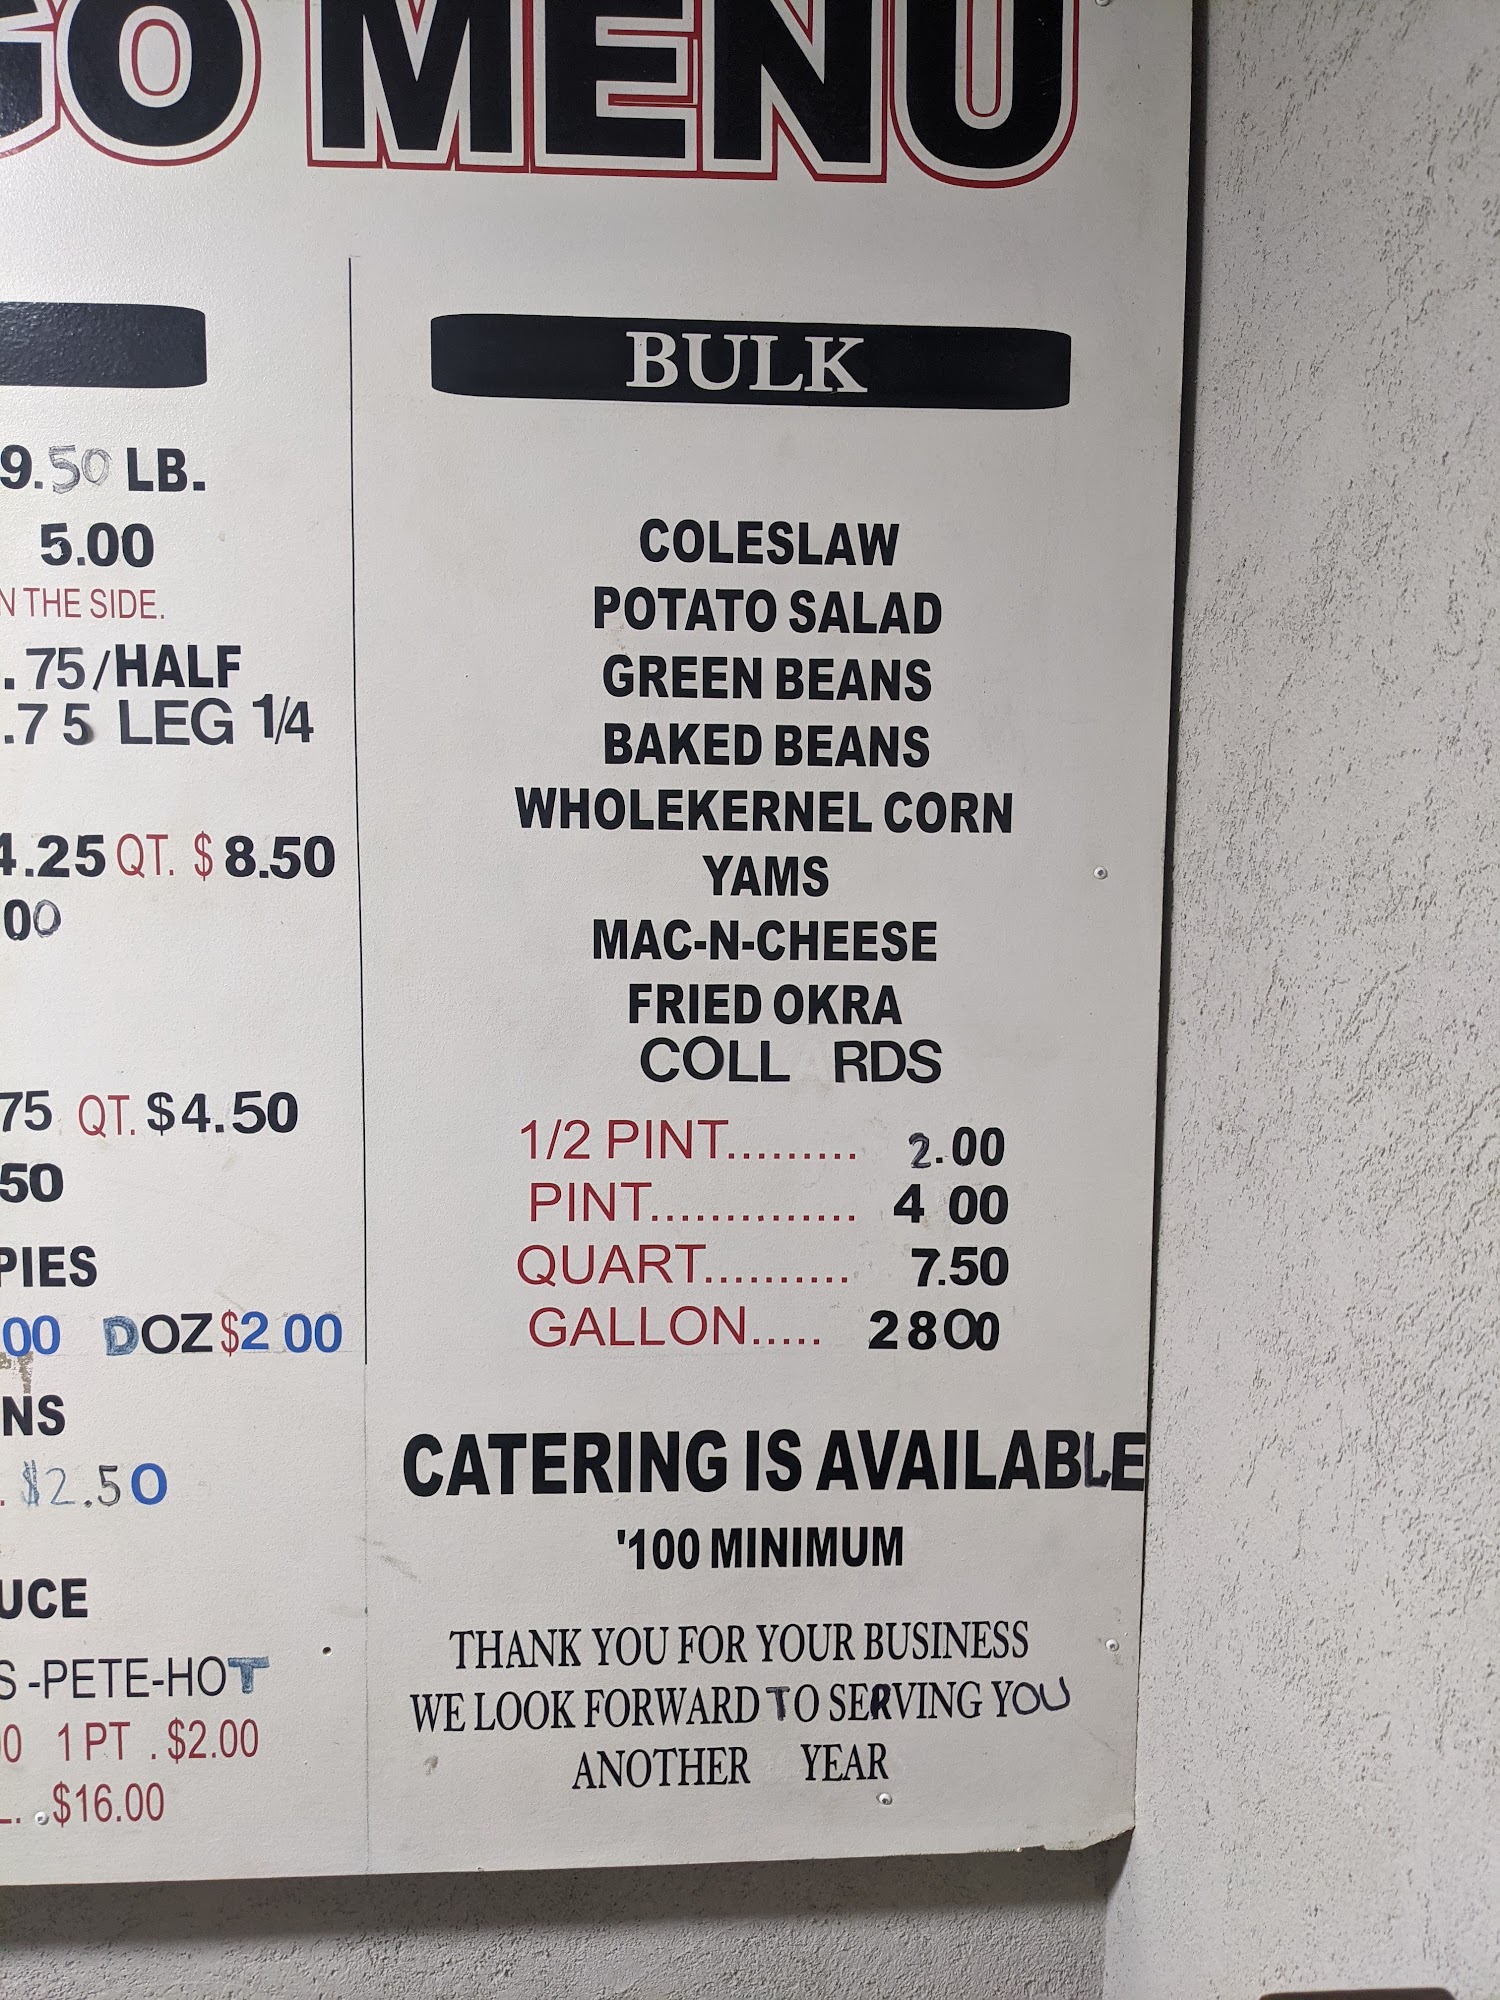 GO MENU
9.50 LB.
5.00
N THE SIDE.
.75/HALF
.75 LEG 1/4
4.25 QT. $8.50
00
75 QT. $4.50
50
PIES
00 DOZ $2 00
NS
. $2.50
UCE
S-PETE-HOT
0 1 PT. $2.00
L. $16.00
BULK
COLESLAW
POTATO SALAD
GREEN BEANS
BAKED BEANS
WHOLEKERNEL CORN
YAMS
MAC-N-CHEESE
FRIED OKRA
COLL RDS
1/2 PINT......... 2.00
PINT.............. 4 00
QUART.......... 7.50
GALLON..... 2800
CATERING IS AVAILABLE
'100 MINIMUM
THANK YOU FOR YOUR BUSINESS
WE LOOK FORWARD TO SERVING YOU
ANOTHER YEAR